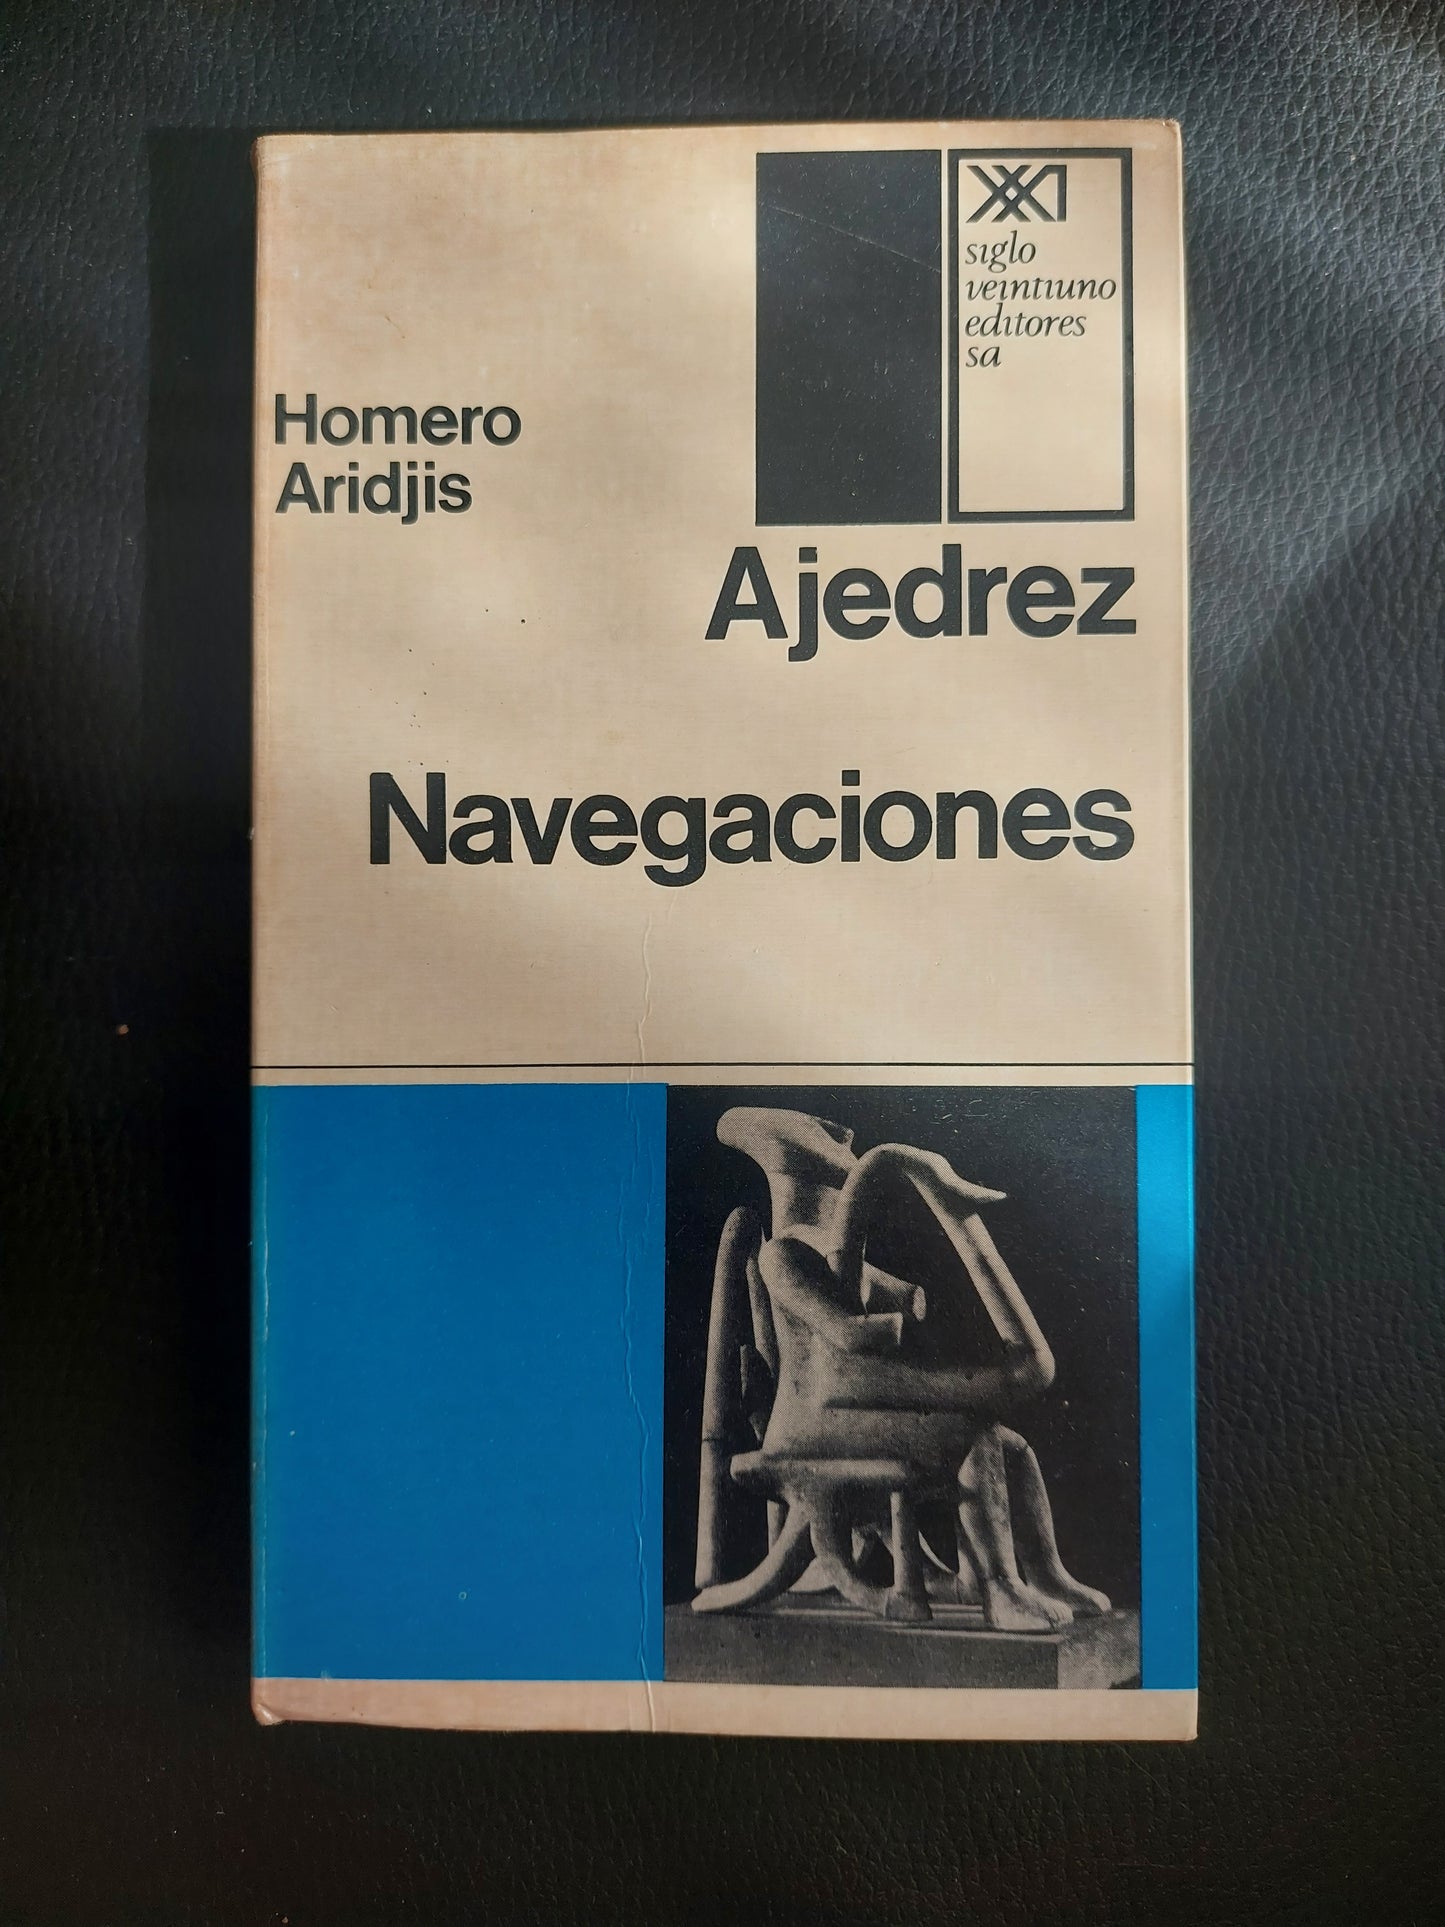 XXI
siglo
veintiuno
editores
sa
Homero
Aridjis
Ajedrez
Navegaciones